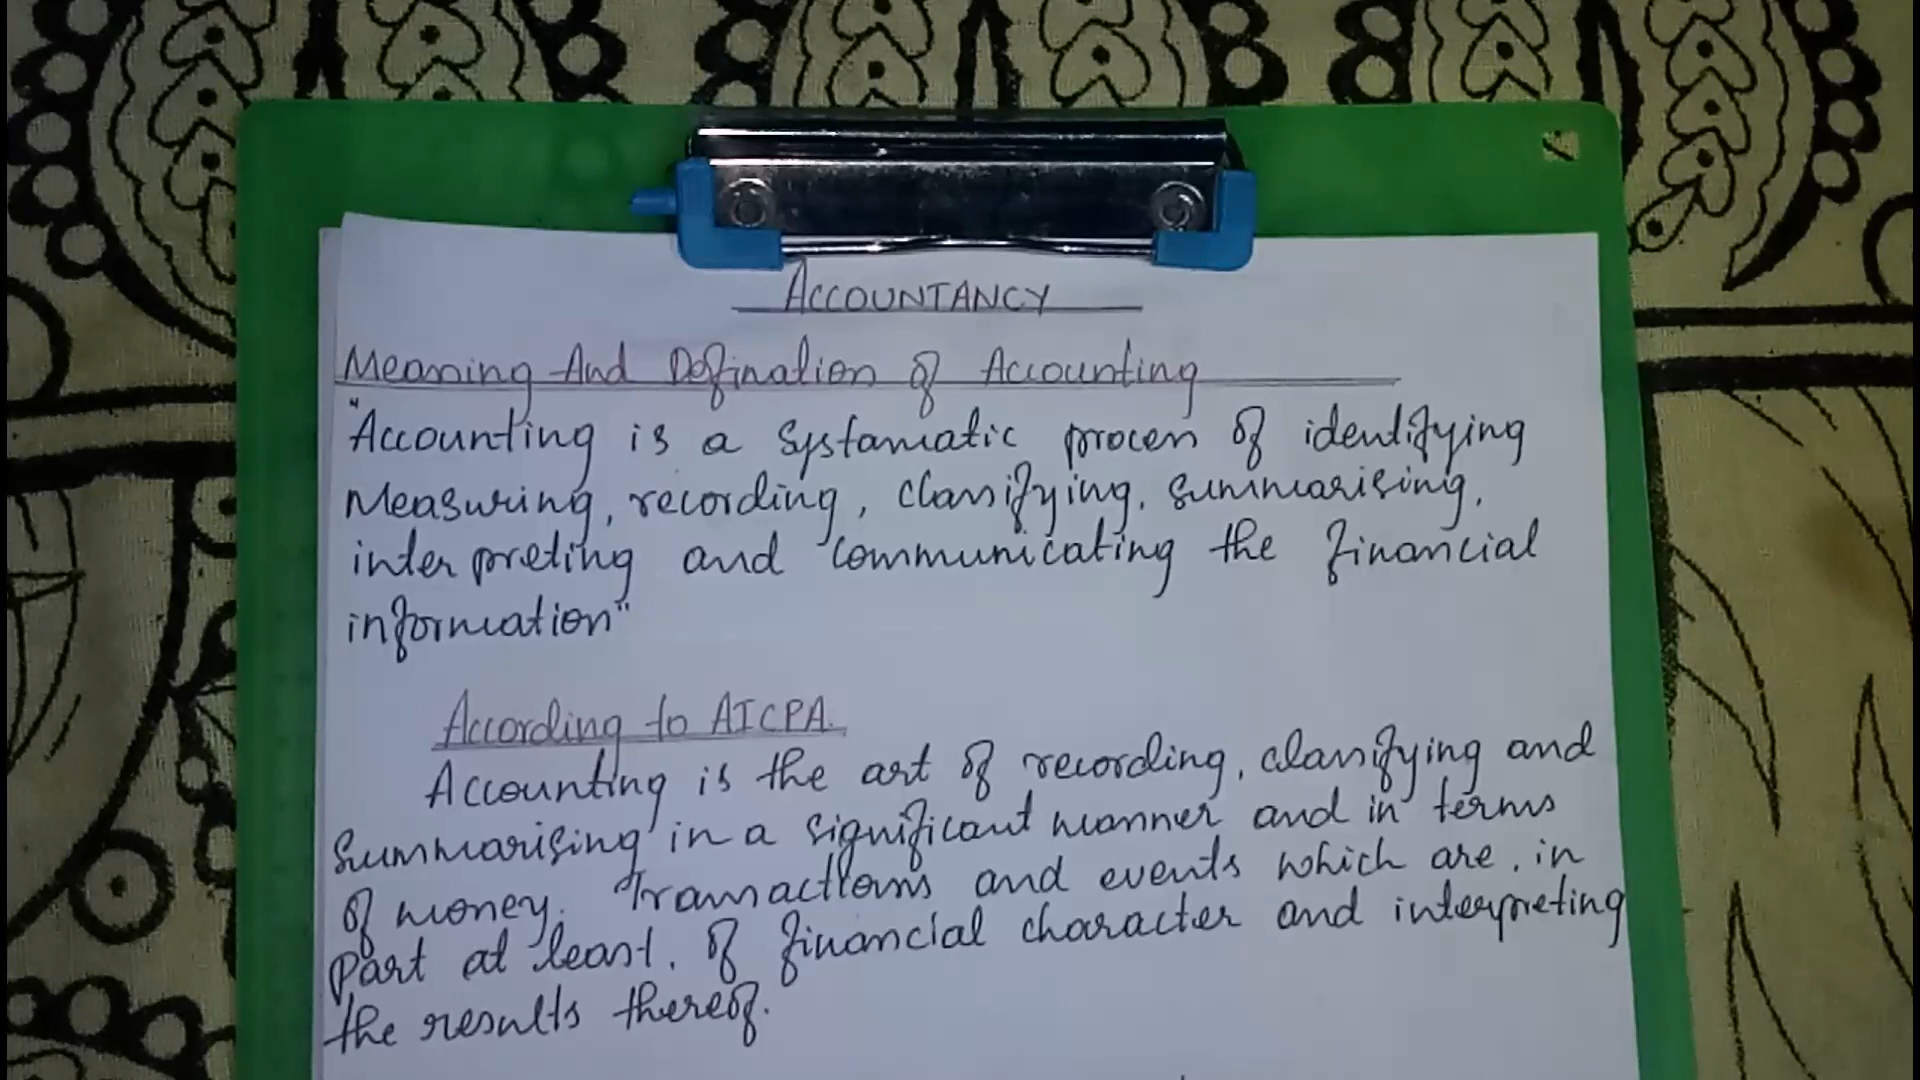 ACCOUNTANCY
Meaning And Defination of Accounting
"Accounting is a Systamatic process of identifying
Measuring, recording, classifying, summarising,
interpreting and communicating the financial
information"
According to AICPA.
Accounting is the art of recording, classifying and
Summarising in a significant manner and in terms
of money. Transactions and events which are, in
Part at least, of financial character and interpreting
the results thereof.